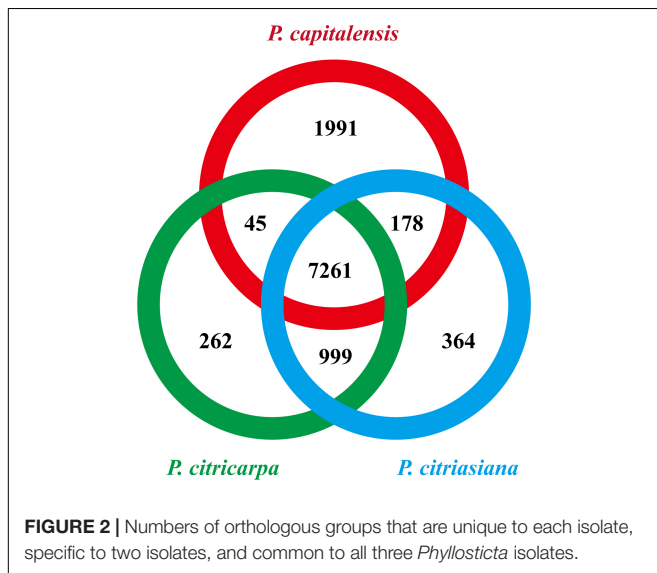 P. capitalensis
1991
45
178
7261
262
999
364
P. citricarpa
P. citriasiana
FIGURE 2 | Numbers of orthologous groups that are unique to each isolate,
specific to two isolates, and common to all three Phyllosticta isolates.